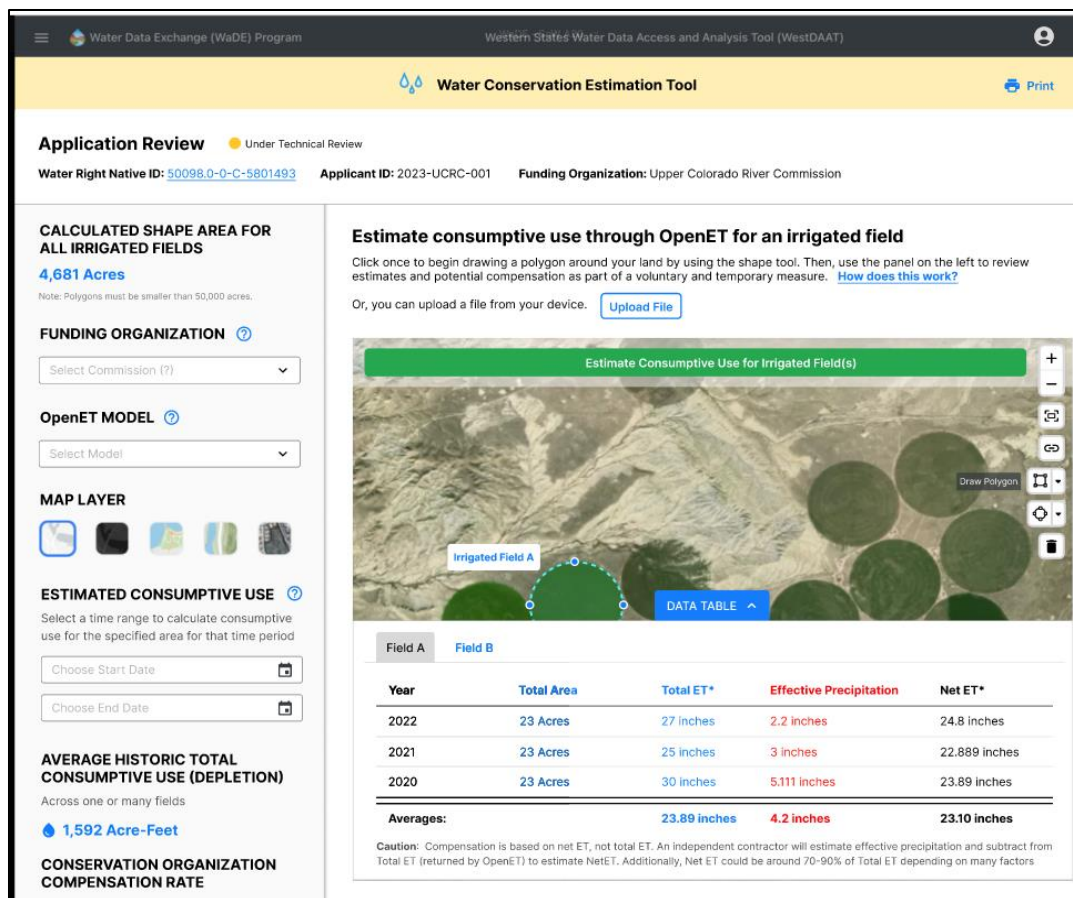 Water Data Exchange (WaDE) Program
Western States Water Data Access and Analysis Tool (WestDAAT)
Water Conservation Estimation Tool
Print
Application Review
Under Technical Review
Water Right Native ID: 50098.0-0-C-5801493 Applicant ID: 2023-UCRC-001 Funding Organization: Upper Colorado River Commission
CALCULATED SHAPE AREA FOR
ALL IRRIGATED FIELDS
4,681 Acres
Note: Polygons must be smaller than 50,000 acres.
FUNDING ORGANIZATION ?
Select Commission (?)
OpenET MODEL ?
Select Model
MAP LAYER
ESTIMATED CONSUMPTIVE USE ?
Select a time range to calculate consumptive
use for the specified area for that time period
Choose Start Date
Choose End Date
AVERAGE HISTORIC TOTAL
CONSUMPTIVE USE (DEPLETION)
Across one or many fields
1,592 Acre-Feet
CONSERVATION ORGANIZATION
COMPENSATION RATE
Estimate consumptive use through OpenET for an irrigated field
Click once to begin drawing a polygon around your land by using the shape tool. Then, use the panel on the left to review
estimates and potential compensation as part of a voluntary and temporary measure. How does this work?
Or, you can upload a file from your device. Upload File
Estimate Consumptive Use for Irrigated Field(s)
Draw Polygon
Irrigated Field A
DATA TABLE
Field A Field B
Year Total Area Total ET* Effective Precipitation Net ET*
2022 23 Acres 27 inches 2.2 inches 24.8 inches
2021 23 Acres 25 inches 3 inches 22.889 inches
2020 23 Acres 30 inches 5.111 inches 23.89 inches
Averages: 23.89 inches 4.2 inches 23.10 inches
Caution: Compensation is based on net ET, not total ET. An independent contractor will estimate effective precipitation and subtract from
Total ET (returned by OpenET) to estimate NetET. Additionally, Net ET could be around 70-90% of Total ET depending on many factors